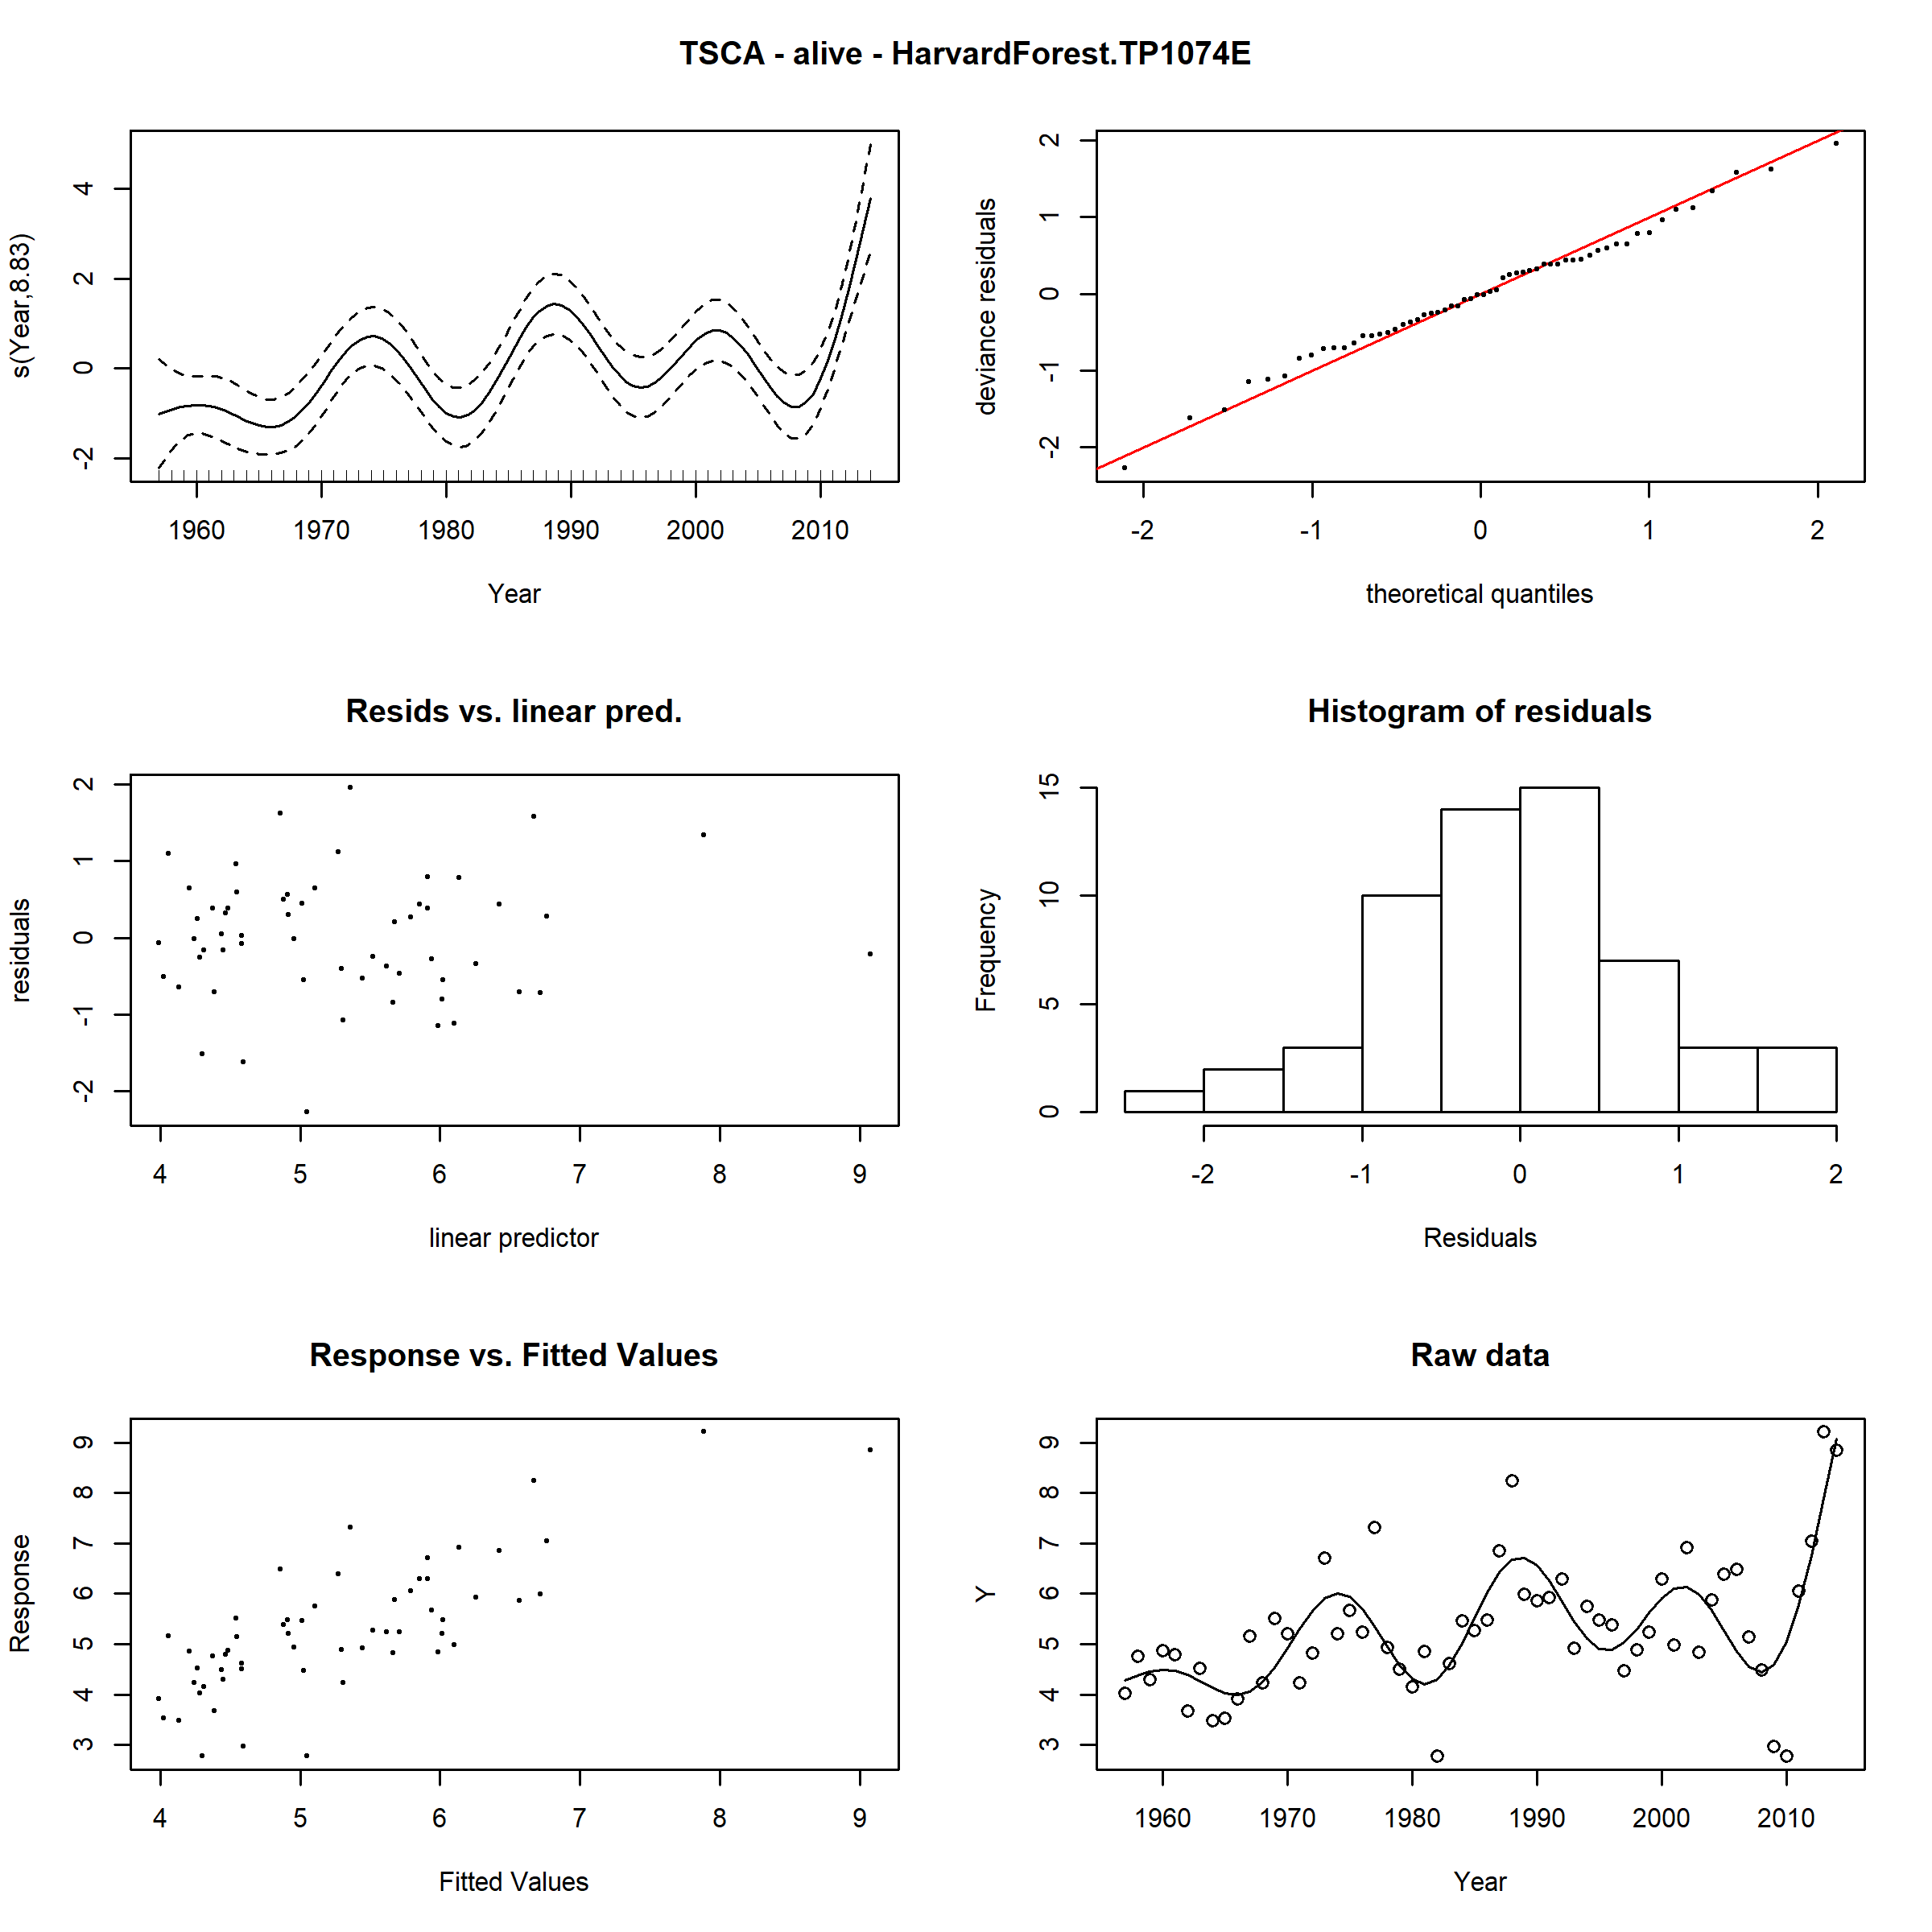 TSCA - alive - HarvardForest.TP1074E
s(Year,8.83)
4
2
0
-2
1960 1970 1980 1990 2000 2010
Year
deviance residuals
2
1
0
-1
-2
-2 -1 0 1 2
theoretical quantiles
Resids vs. linear pred.
residuals
2
1
0
-1
-2
4 5 6 7 8 9
linear predictor
Histogram of residuals
Frequency
15
10
5
0
-2 -1 0 1 2
Residuals
Response vs. Fitted Values
Response
9
8
7
6
5
4
3
4 5 6 7 8 9
Fitted Values
Raw data
Y
9
8
7
6
5
4
3
1960 1970 1980 1990 2000 2010
Year